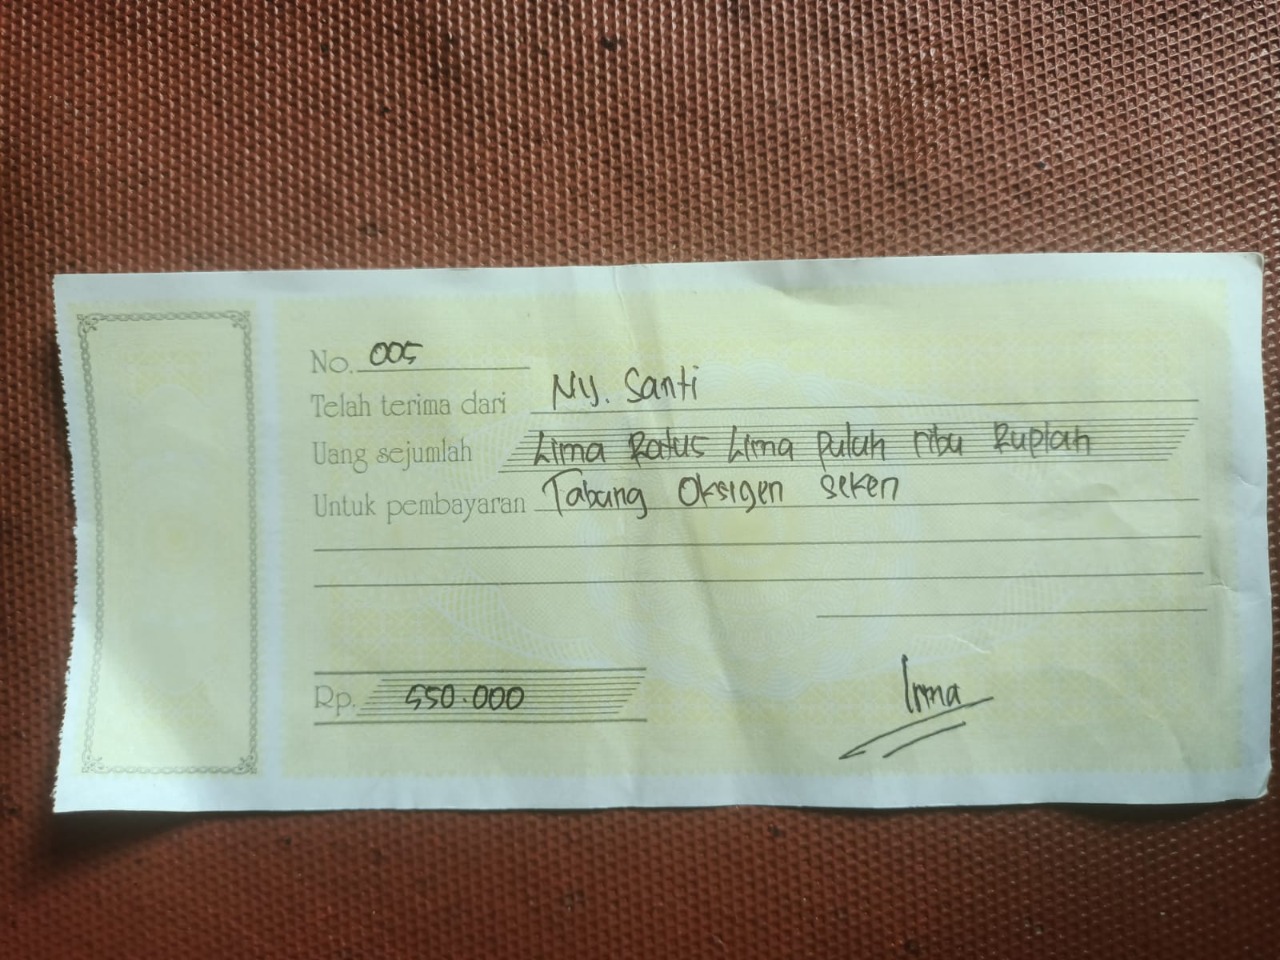 No. 005
Telah terima dari Ny. Santi
Uang sejumlah Lima Ratus Lima puluh ribu Rupiah
Untuk pembayaran Tabung Oksigen seken
Rp. 550.000
Irma